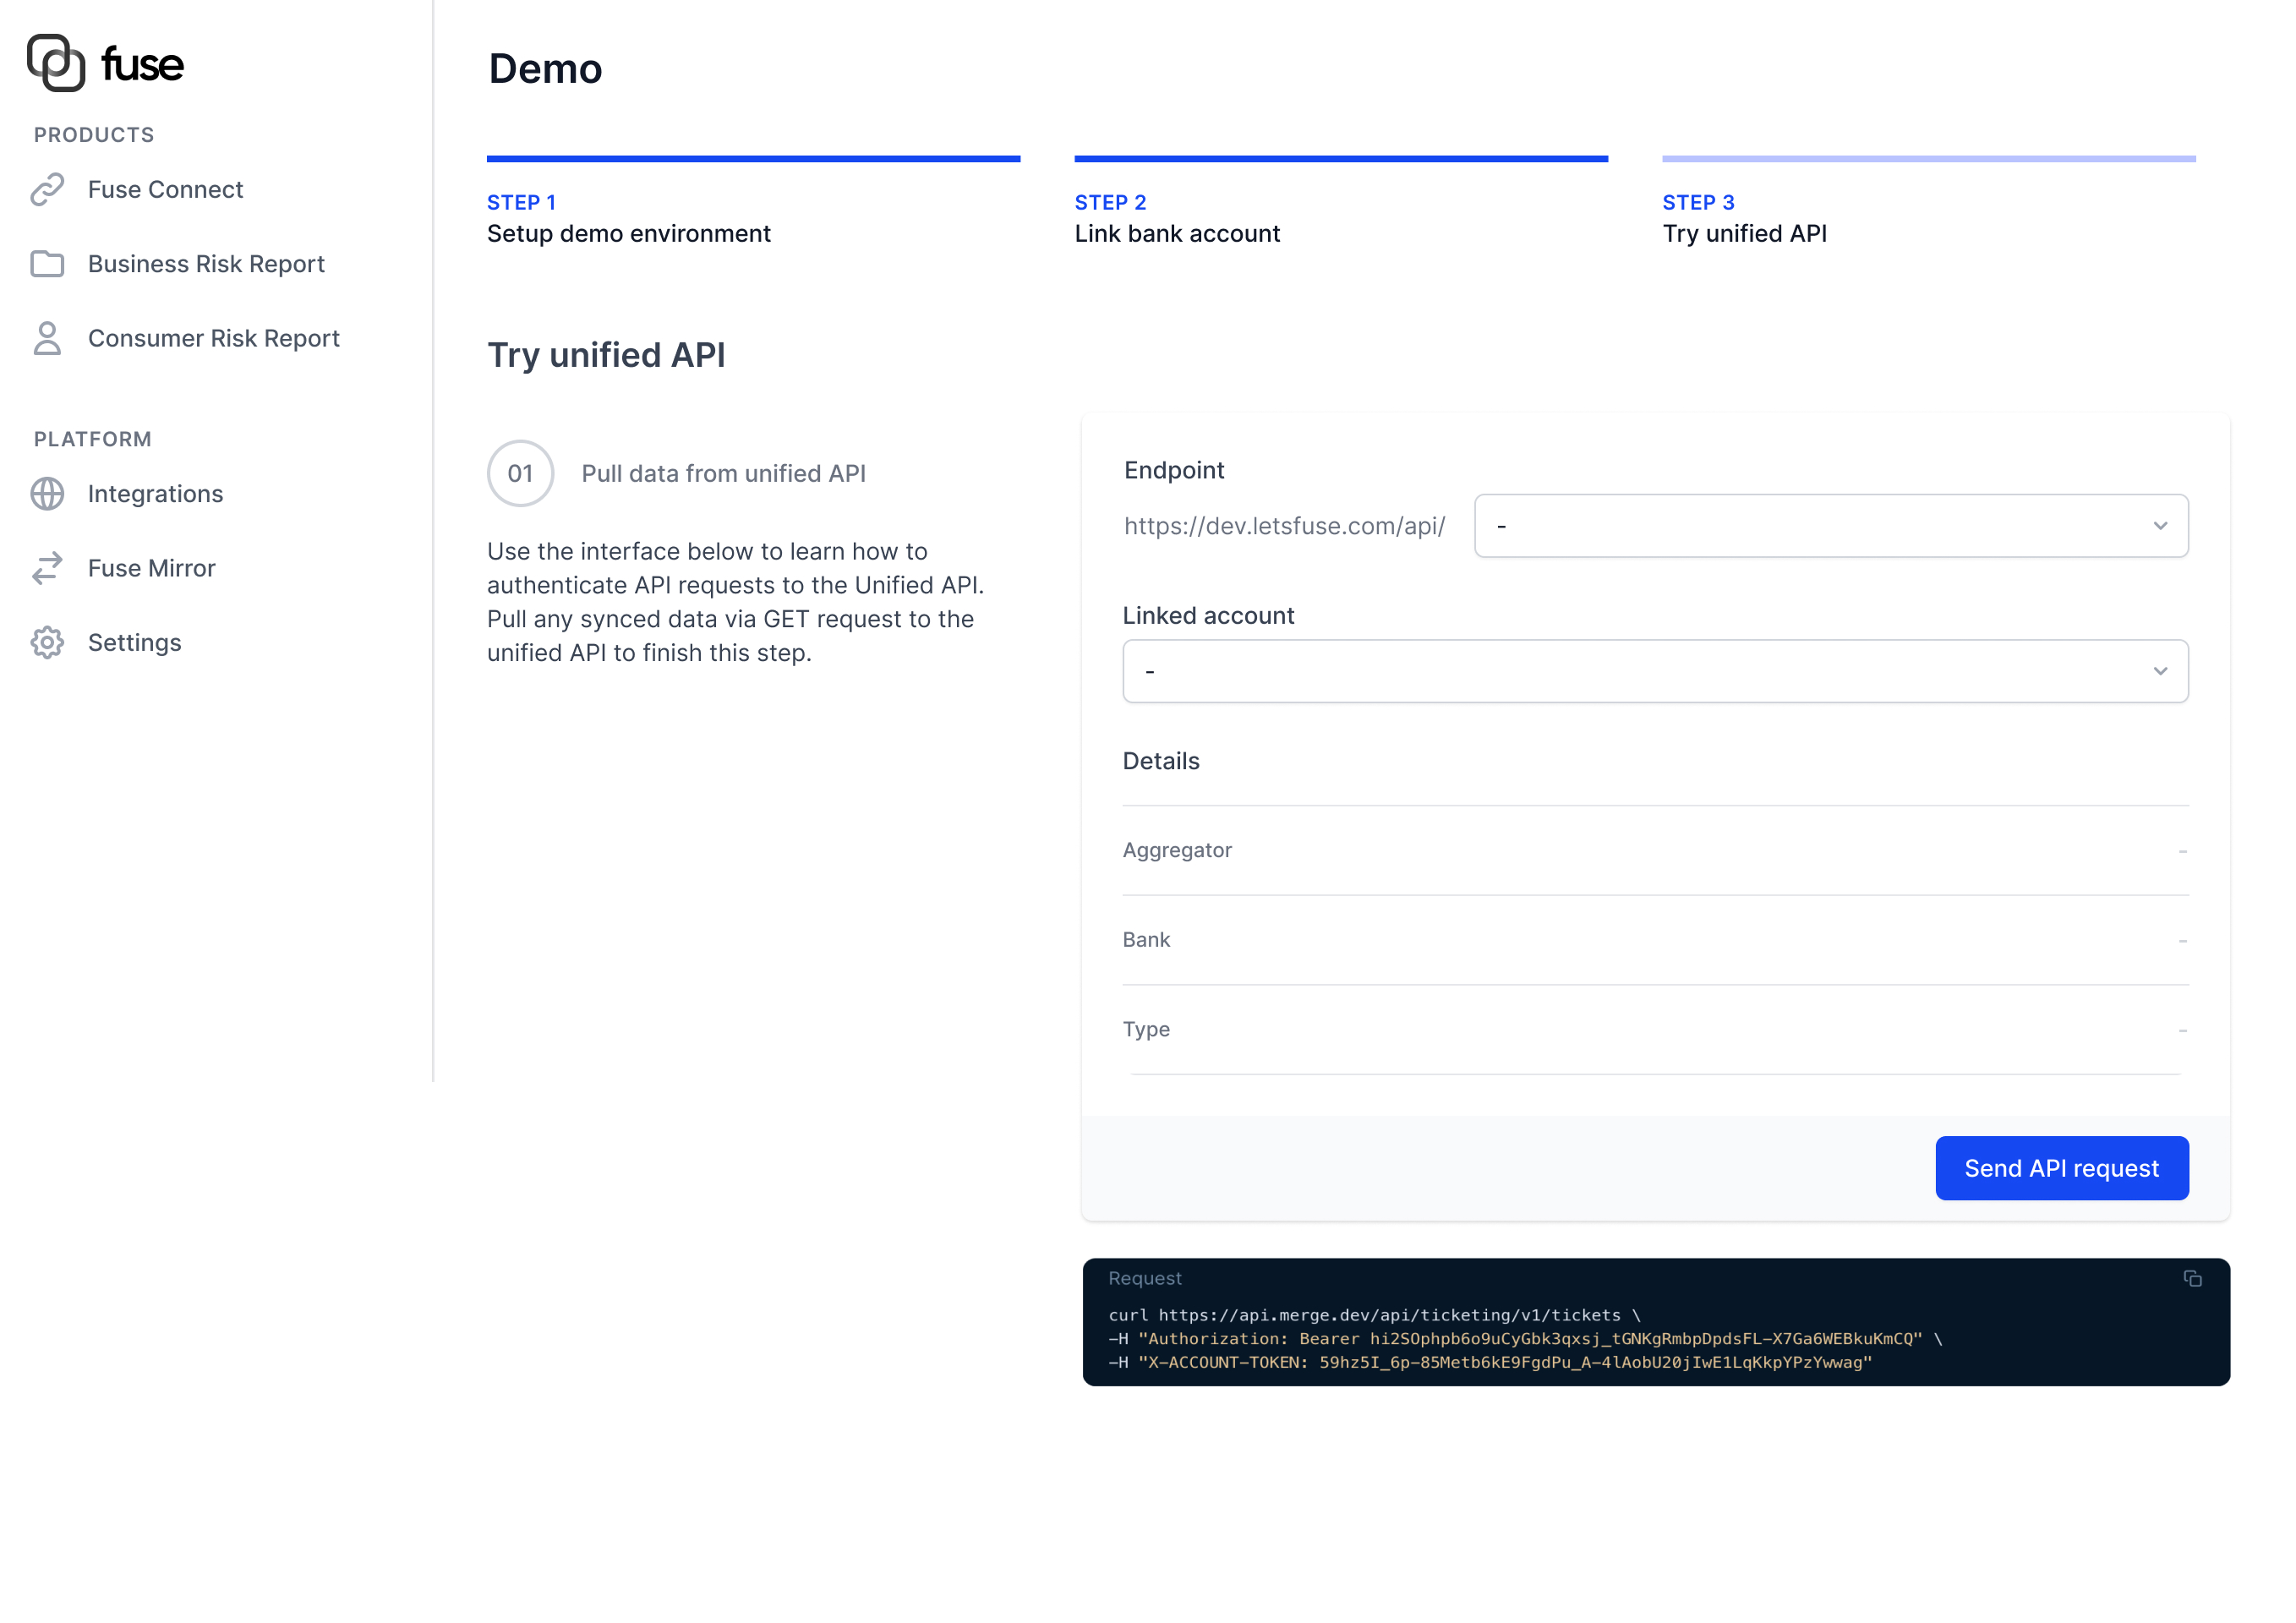 fuse
PRODUCTS
Fuse Connect
Business Risk Report
Consumer Risk Report
PLATFORM
Integrations
Fuse Mirror
Settings
Demo
STEP 1
Setup demo environment
STEP 2
Link bank account
STEP 3
Try unified API
Try unified API
01
Pull data from unified API
Use the interface below to learn how to
authenticate API requests to the Unified API.
Pull any synced data via GET request to the
unified API to finish this step.
Endpoint
https://dev.letsfuse.com/api/
-
Linked account
-
Details
Aggregator -
Bank -
Type -
Send API request
Request
curl https://api.merge.dev/api/ticketing/v1/tickets \
-H "Authorization: Bearer hi2SOphpb6o9uCyGbk3qxsj_tGNKgRmbpDpdsFL-X7Ga6WEBkuKmCQ" \
-H "X-ACCOUNT-TOKEN: 59hz5I_6p-85Metb6kE9FgdPu_A-4lAobU20jIwE1LqKkpYPzYwwag"